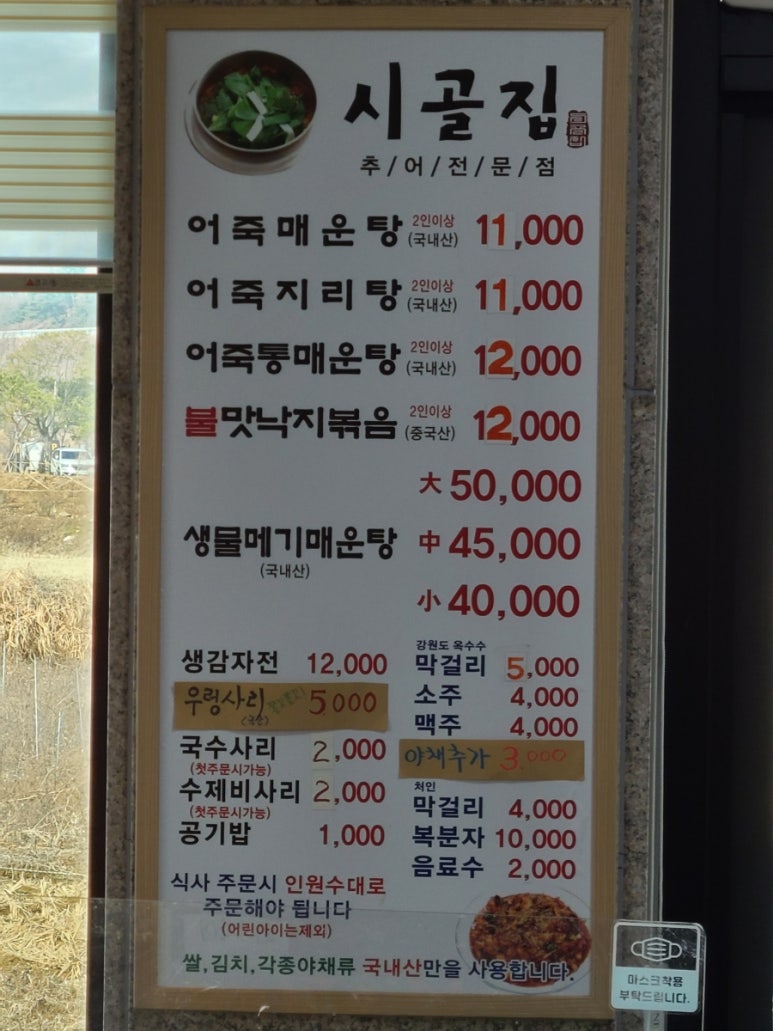 시골집
추/어/전/문/점
어죽매운탕 2인이상 (국내산) 11,000
어죽지리탕 2인이상 (국내산) 11,000
어죽통매운탕 2인이상 (국내산) 12,000
불맛낙지볶음 2인이상 (중국산) 12,000
생물메기매운탕 (국내산)
大 50,000
中 45,000
小 40,000
생감자전 12,000
우렁사리 5.000
국수사리 2,000
(첫주문시가능)
수제비사리 2,000
(첫주문시가능)
공기밥 1,000
강원도 옥수수
막걸리 5,000
소주 4,000
맥주 4,000
야채추가 3.000
처인
막걸리 4,000
복분자 10,000
음료수 2,000
식사 주문시 인원수대로
주문해야 됩니다
(어린아이는제외)
쌀,김치,각종야채류 국내산만을 사용합니다.
마스크착용
부탁드립니다.